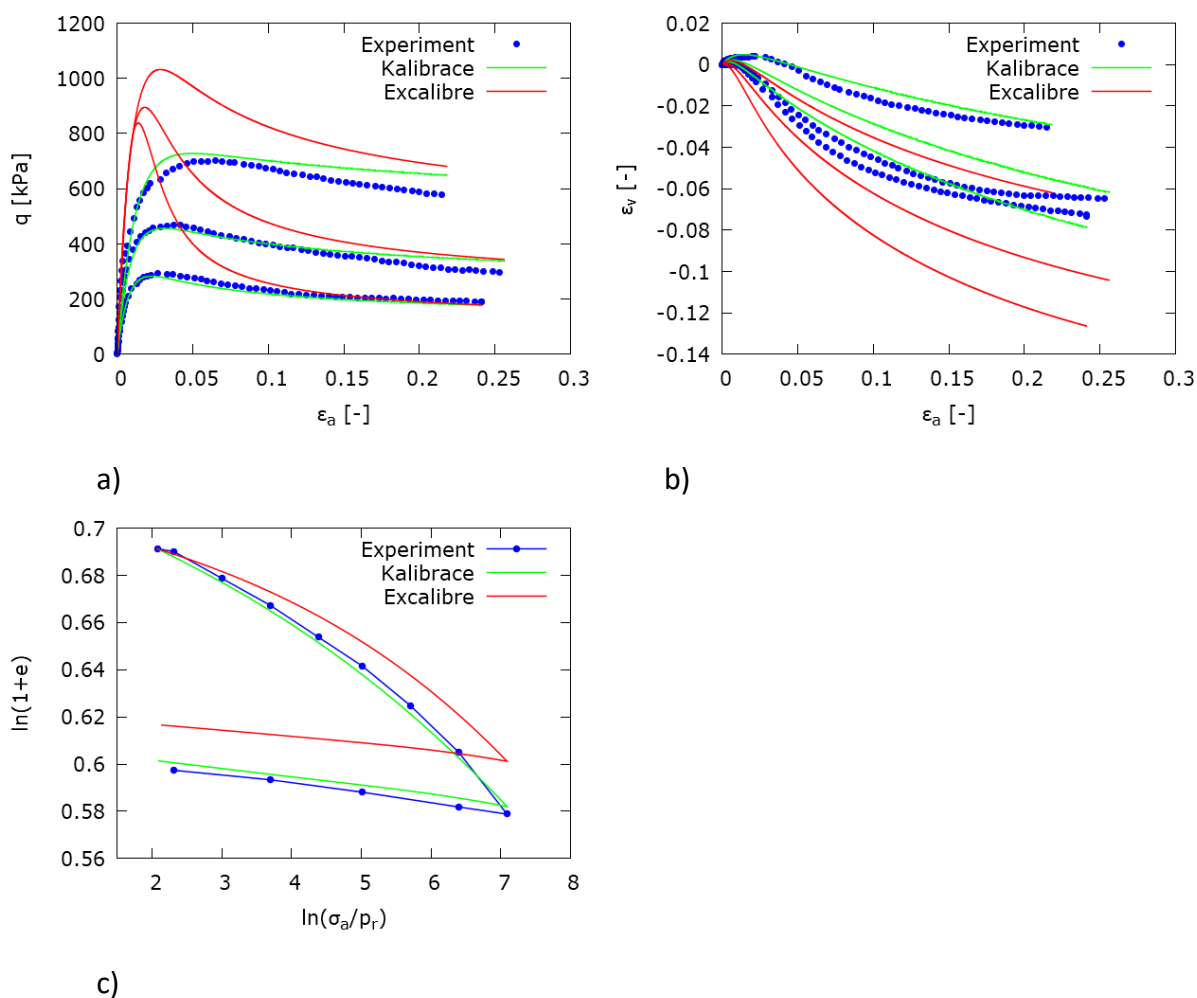 1200
1000
800
600
400
200
0
q [kPa]
Experiment
Kalibrace
Excalibre
0 0.05 0.1 0.15 0.2 0.25 0.3
εa [-]
a)
0.02
0
-0.02
-0.04
-0.06
-0.08
-0.1
-0.12
-0.14
εv [-]
Experiment
Kalibrace
Excalibre
0 0.05 0.1 0.15 0.2 0.25 0.3
εa [-]
b)
0.7
0.68
0.66
0.64
0.62
0.6
0.58
0.56
ln(1+e)
Experiment
Kalibrace
Excalibre
2 3 4 5 6 7 8
ln(σa/pr)
c)